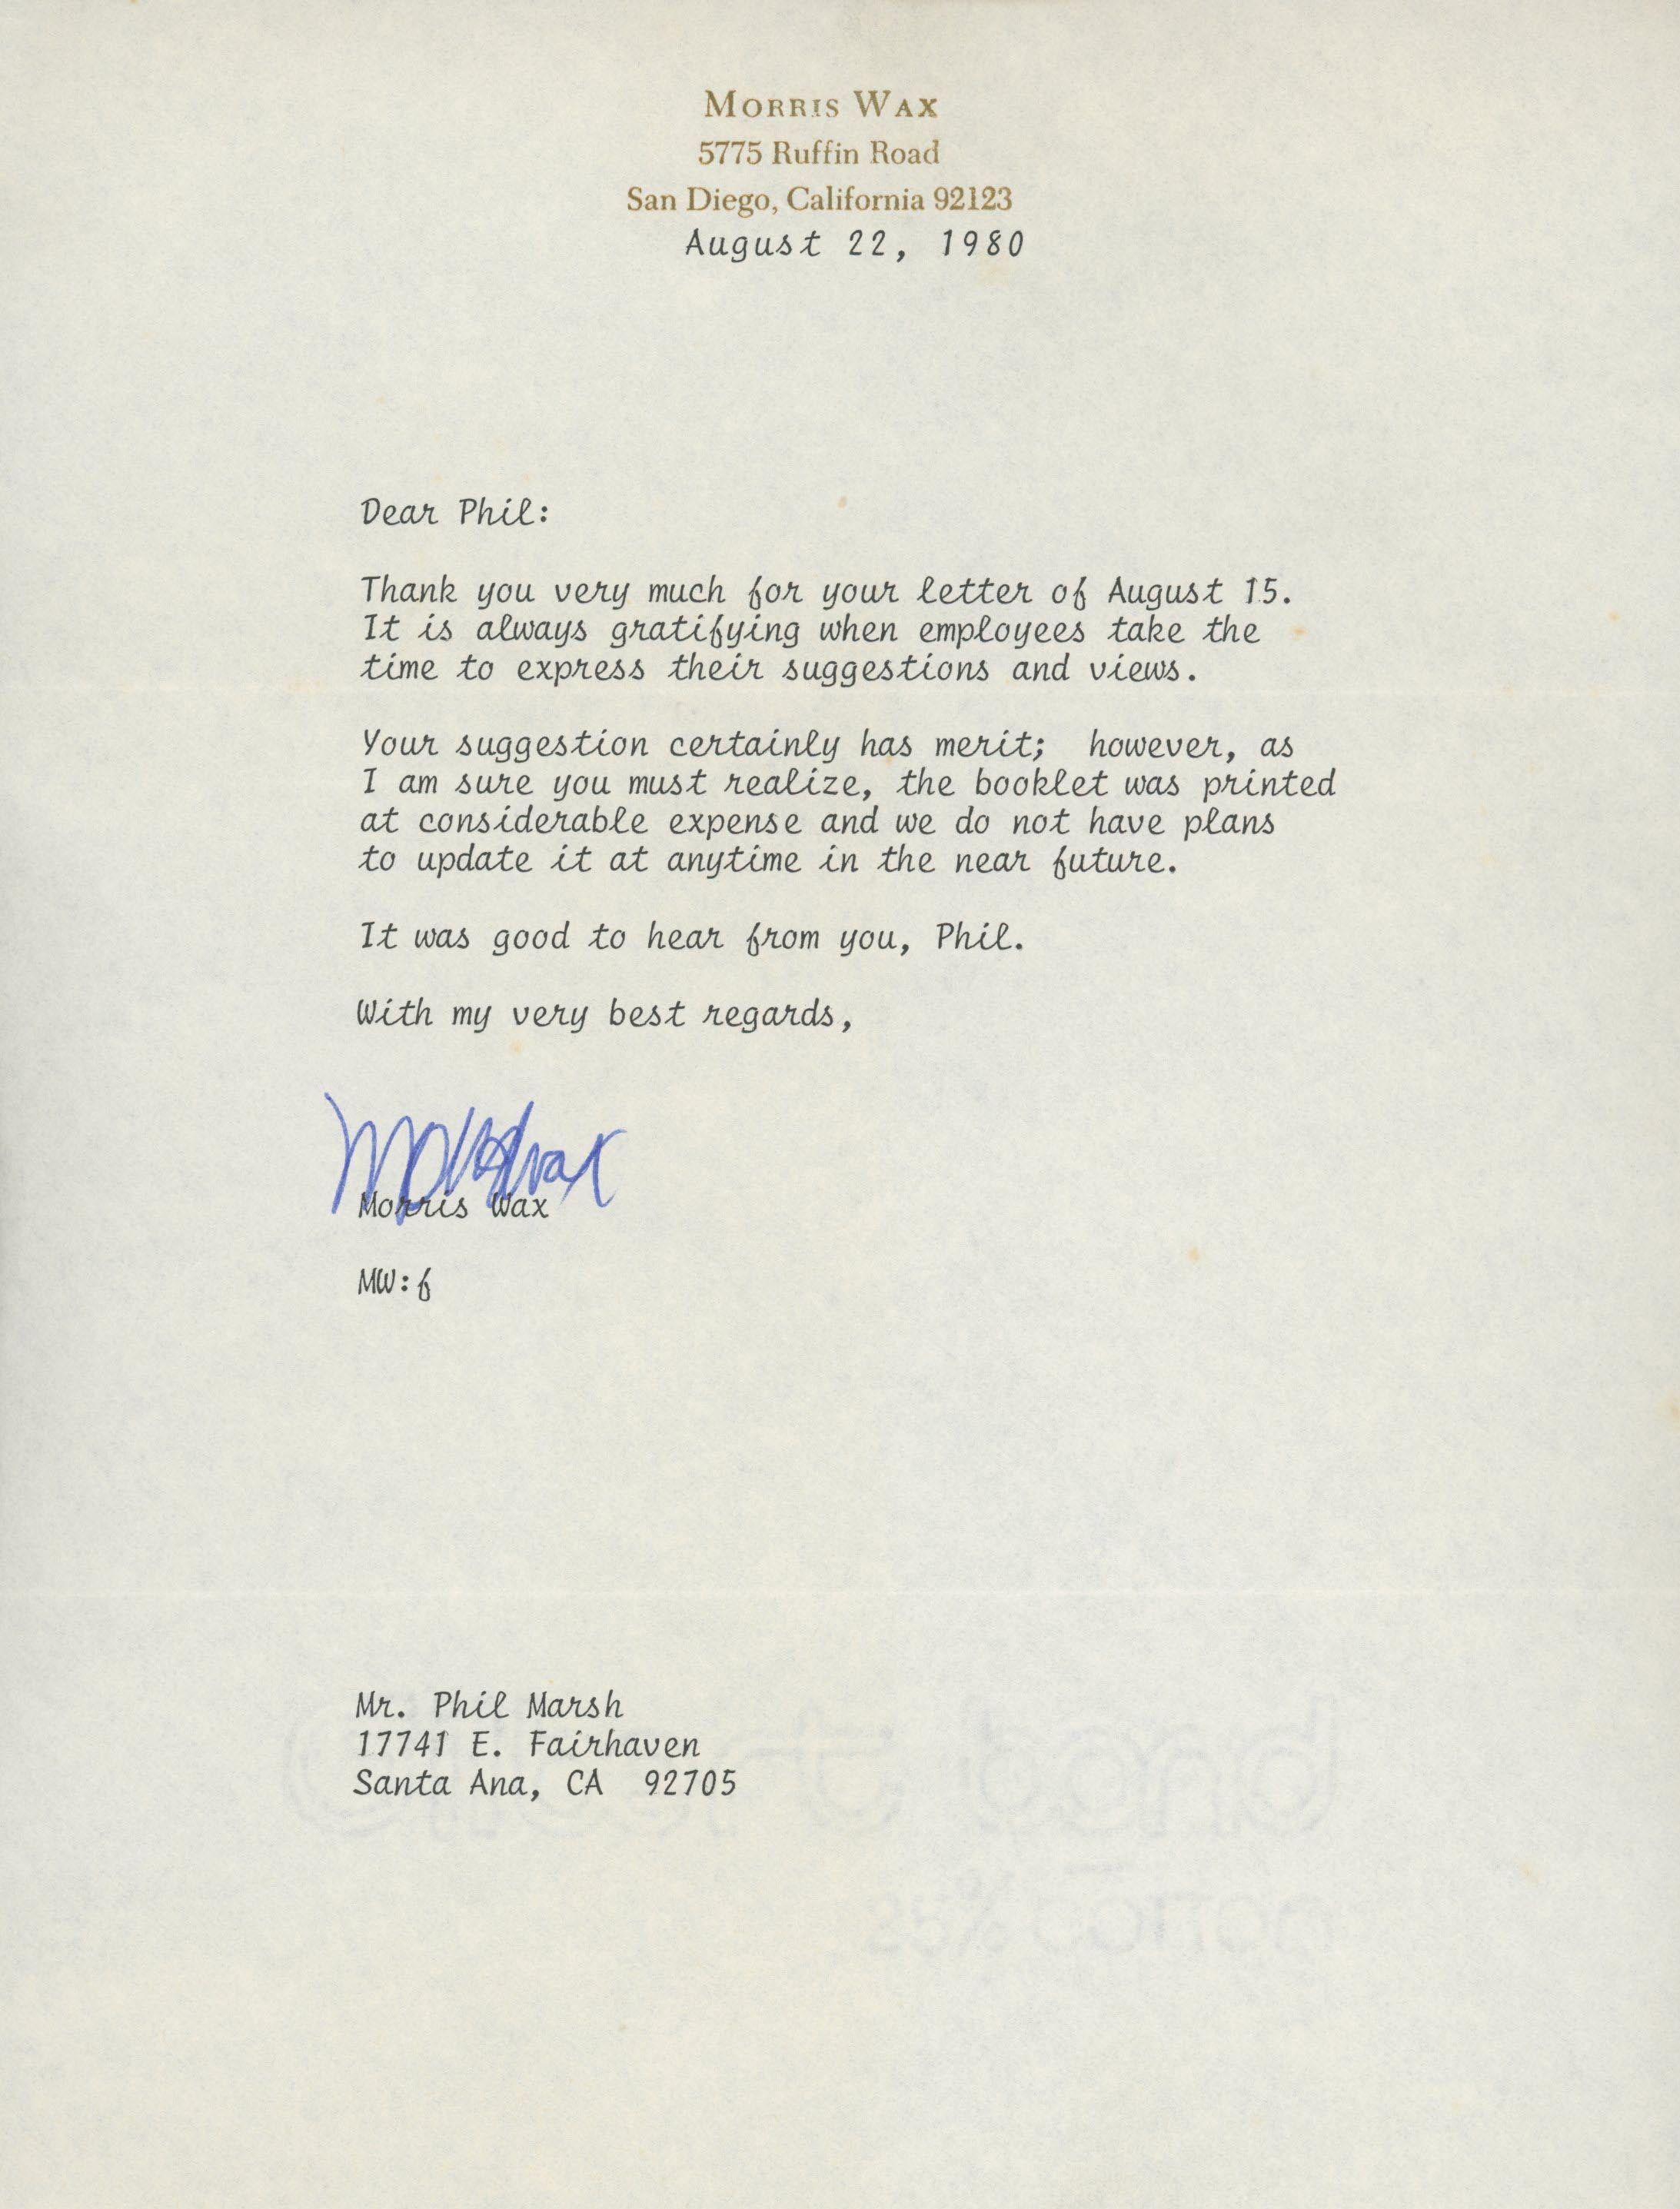 MORRIS WAX
5775 Ruffin Road
San Diego, California 92123
August 22, 1980
Dear Phil:
Thank you very much for your letter of August 15.
It is always gratifying when employees take the
time to express their suggestions and views.
Your suggestion certainly has merit; however, as
I am sure you must realize, the booklet was printed
at considerable expense and we do not have plans
to update it at anytime in the near future.
It was good to hear from you, Phil.
With my very best regards,
Morris Wax
MW:f
Mr. Phil Marsh
17741 E. Fairhaven
Santa Ana, CA 92705